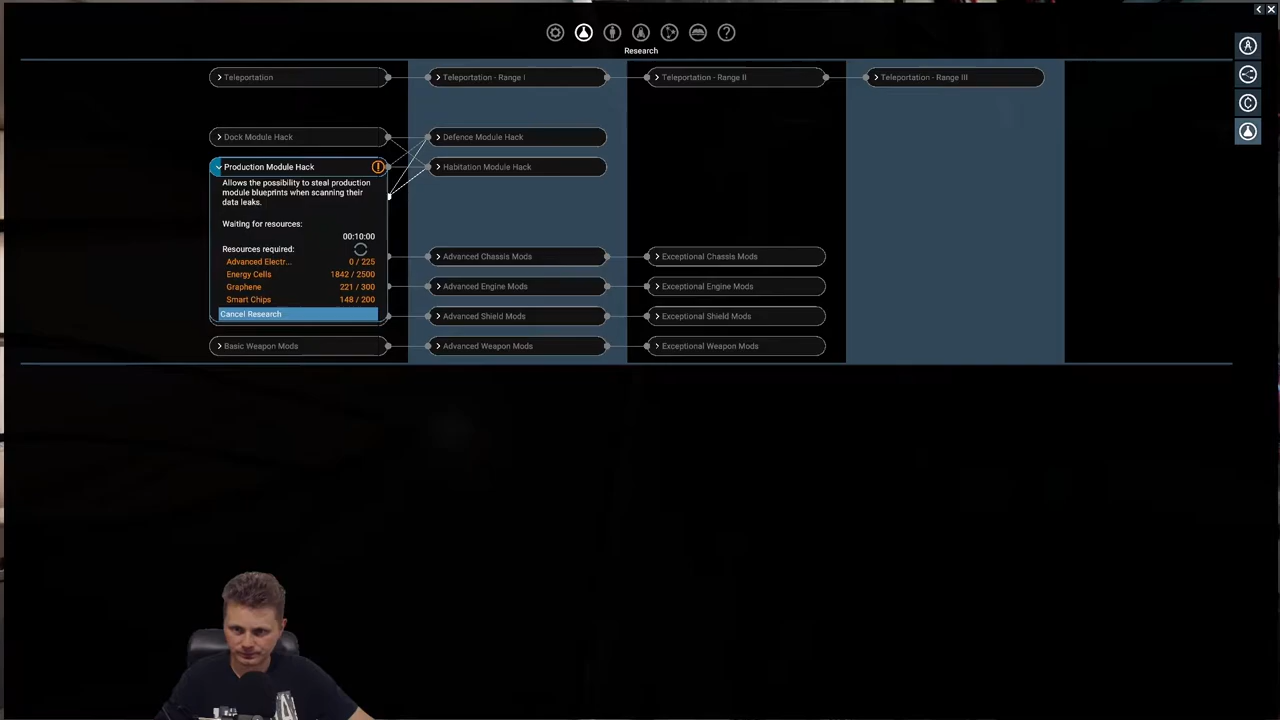 Research
Teleportation
Teleportation - Range I
Teleportation - Range II
Teleportation - Range III
Dock Module Hack
Defence Module Hack
Production Module Hack
Habitation Module Hack
Allows the possibility to steal production
module blueprints when scanning their
data leaks.
Waiting for resources:
00:10:00
Resources required:
Advanced Electr... 0 / 225
Energy Cells 1842 / 2500
Graphene 221 / 300
Smart Chips 148 / 200
Cancel Research
Advanced Chassis Mods
Exceptional Chassis Mods
Advanced Engine Mods
Exceptional Engine Mods
Advanced Shield Mods
Exceptional Shield Mods
Basic Weapon Mods
Advanced Weapon Mods
Exceptional Weapon Mods